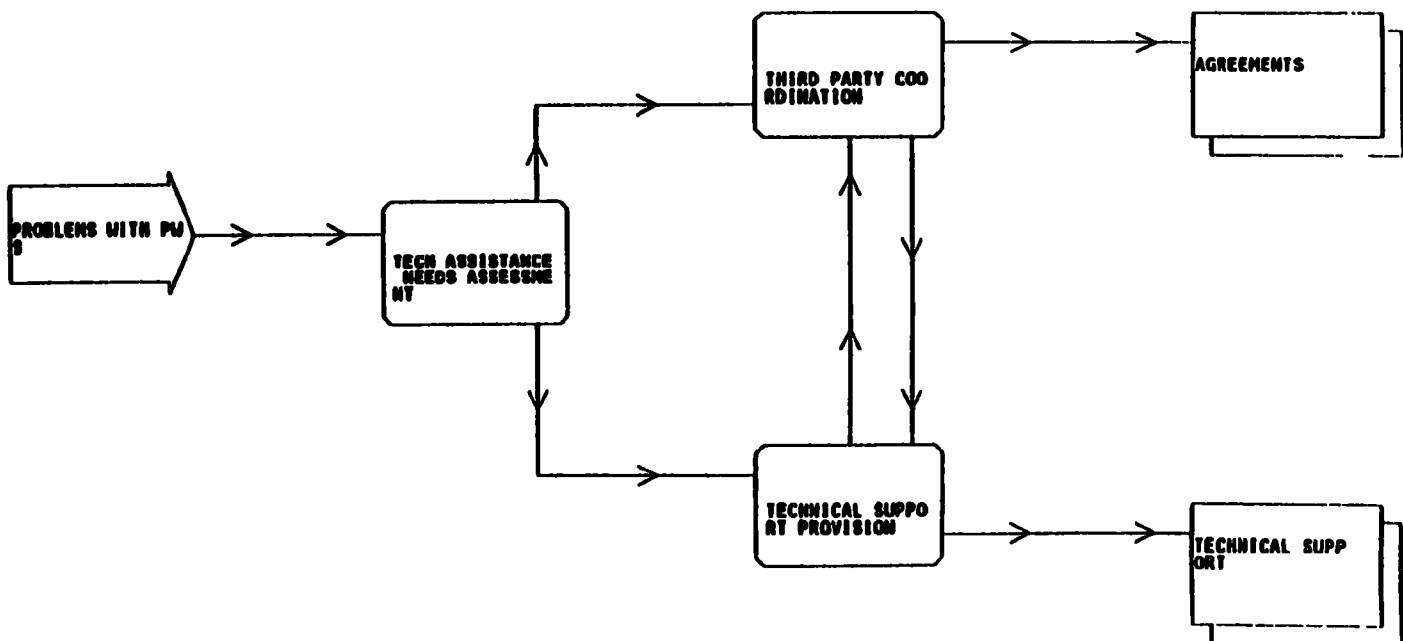 THIRD PARTY COO
RDINATION
AGREEMENTS
PROBLEMS WITH PW
S
TECH ASSISTANCE
NEEDS ASSESSME
NT
TECHNICAL SUPPO
RT PROVISION
TECHNICAL SUPP
ORT